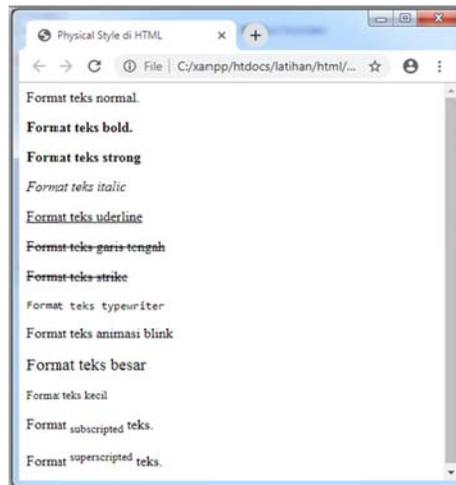 Physical Style di HTML
File | C:/xampp/htdocs/latihan/html/...
Format teks normal.
Format teks bold.
Format teks strong
Format teks italic
Format teks uderline
Format teks garis tengah
Format teks strike
Format teks typewriter
Format teks animasi blink
Format teks besar
Format teks kecil
Format subscripted teks.
Format superscripted teks.